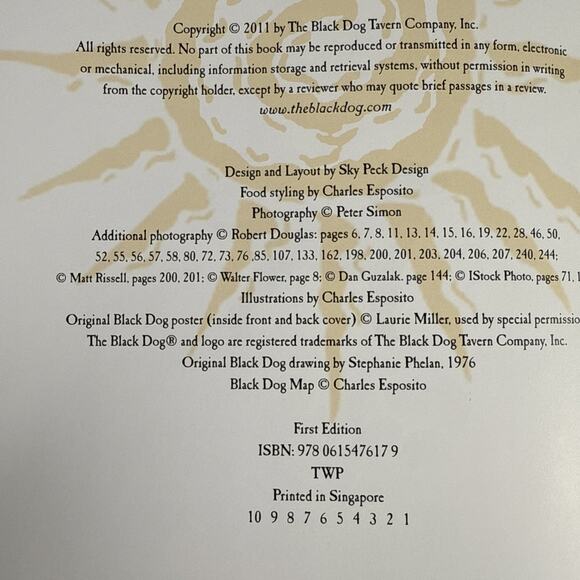 Copyright © 2011 by The Black Dog Tavern Company, Inc.
All rights reserved. No part of this book may be reproduced or transmitted in any form, electronic
or mechanical, including information storage and retrieval systems, without permission in writing
from the copyright holder, except by a reviewer who may quote brief passages in a review.
www.theblackdog.com
Design and Layout by Sky Peck Design
Food styling by Charles Esposito
Photography © Peter Simon
Additional photography © Robert Douglas: pages 6, 7, 8, 11, 13, 14, 15, 16, 19, 22, 28, 46, 50,
52, 55, 56, 57, 58, 80, 72, 73, 76 ,85, 107, 133, 162, 198, 200, 201, 203, 204, 206, 207, 240, 244;
© Matt Rissell, pages 200, 201; © Walter Flower, page 8; © Dan Guzalak. page 144; © IStock Photo, pages 71, 1
Illustrations by Charles Esposito
Original Black Dog poster (inside front and back cover) © Laurie Miller, used by special permissio
The Black Dog® and logo are registered trademarks of The Black Dog Tavern Company, Inc.
Original Black Dog drawing by Stephanie Phelan, 1976
Black Dog Map © Charles Esposito
First Edition
ISBN: 978 0615476179
TWP
Printed in Singapore
10 9 8 7 6 5 4 3 2 1